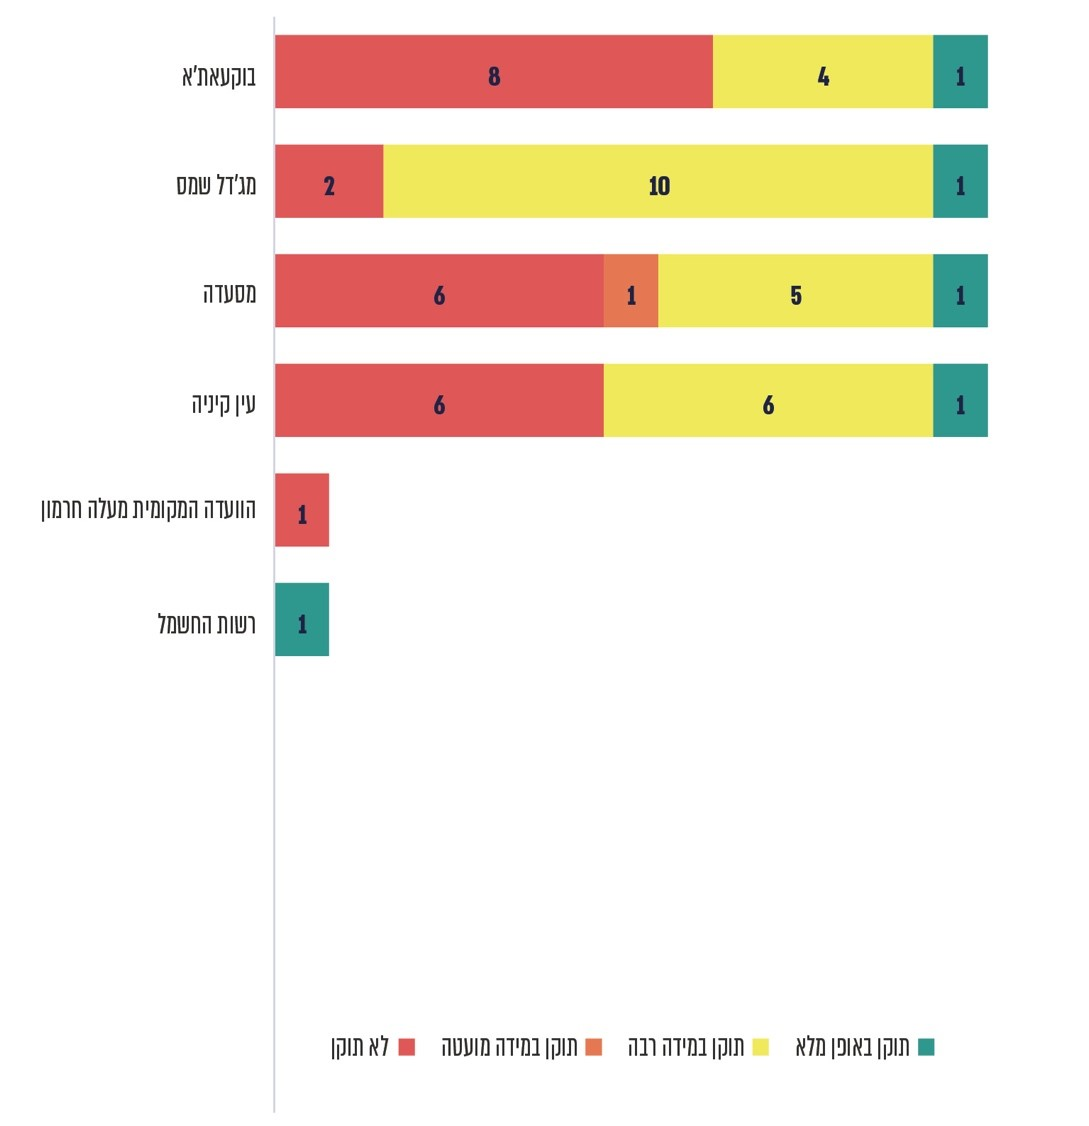 בוקעאת'א
8
4
1
מג'דל שמס
2
10
1
מסעדה
6
1
5
1
עין קיניה
6
6
1
הוועדה המקומית מעלה חרמון
1
רשות החשמל
1
תוקן באופן מלא
תוקן במידה רבה
תוקן במידה מועטה
לא תוקן